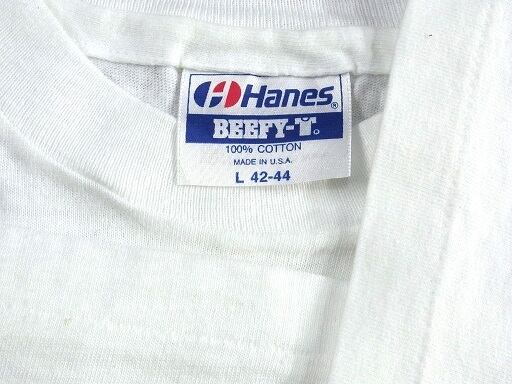 Hanes®
BEEFY-T®
100% COTTON
MADE IN U.S.A.
L 42-44